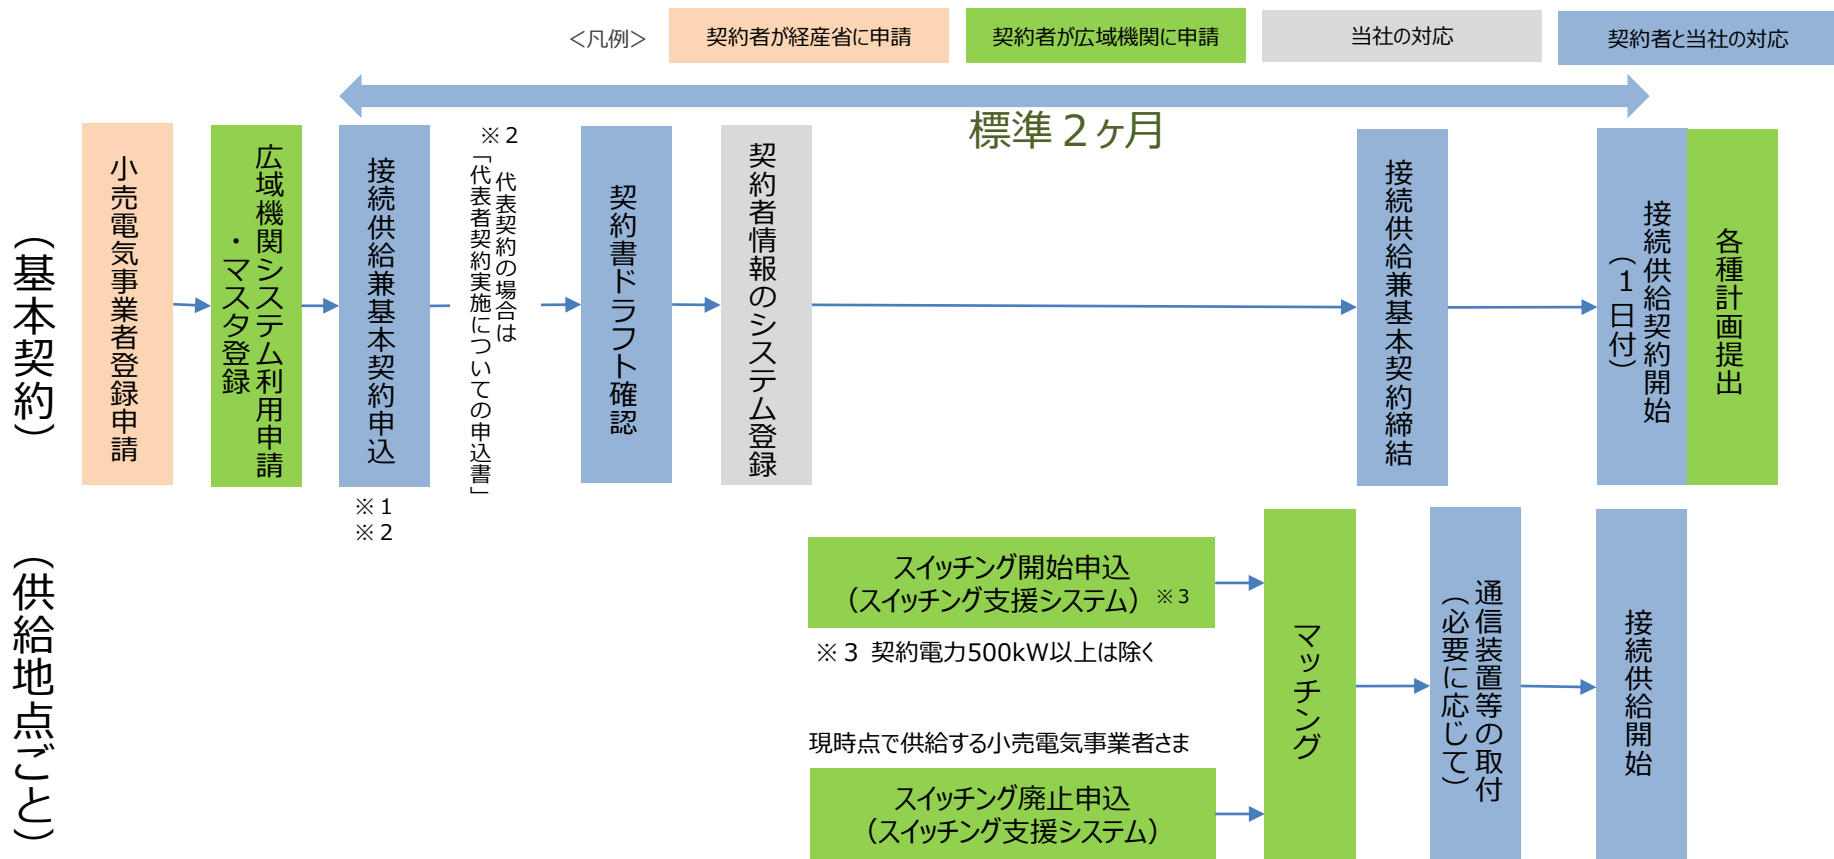 ＜凡例＞
契約者が経産省に申請
契約者が広域機関に申請
当社の対応
契約者と当社の対応
標準２ヶ月
（基本契約）
小売電気事業者登録申請
広域機関システム利用申請
・マスタ登録
接続供給兼基本契約申込
※１
※２
※２
代表契約の場合は
「代表者契約実施についての申込書」
契約書ドラフト確認
契約者情報のシステム登録
接続供給兼基本契約締結
接続供給契約開始
（１日付）
各種計画提出
（供給地点ごと）
スイッチング開始申込
（スイッチング支援システム）※３
※３ 契約電力500kW以上は除く
現時点で供給する小売電気事業者さま
スイッチング廃止申込
（スイッチング支援システム）
マッチング
通信装置等の取付
（必要に応じて）
接続供給開始